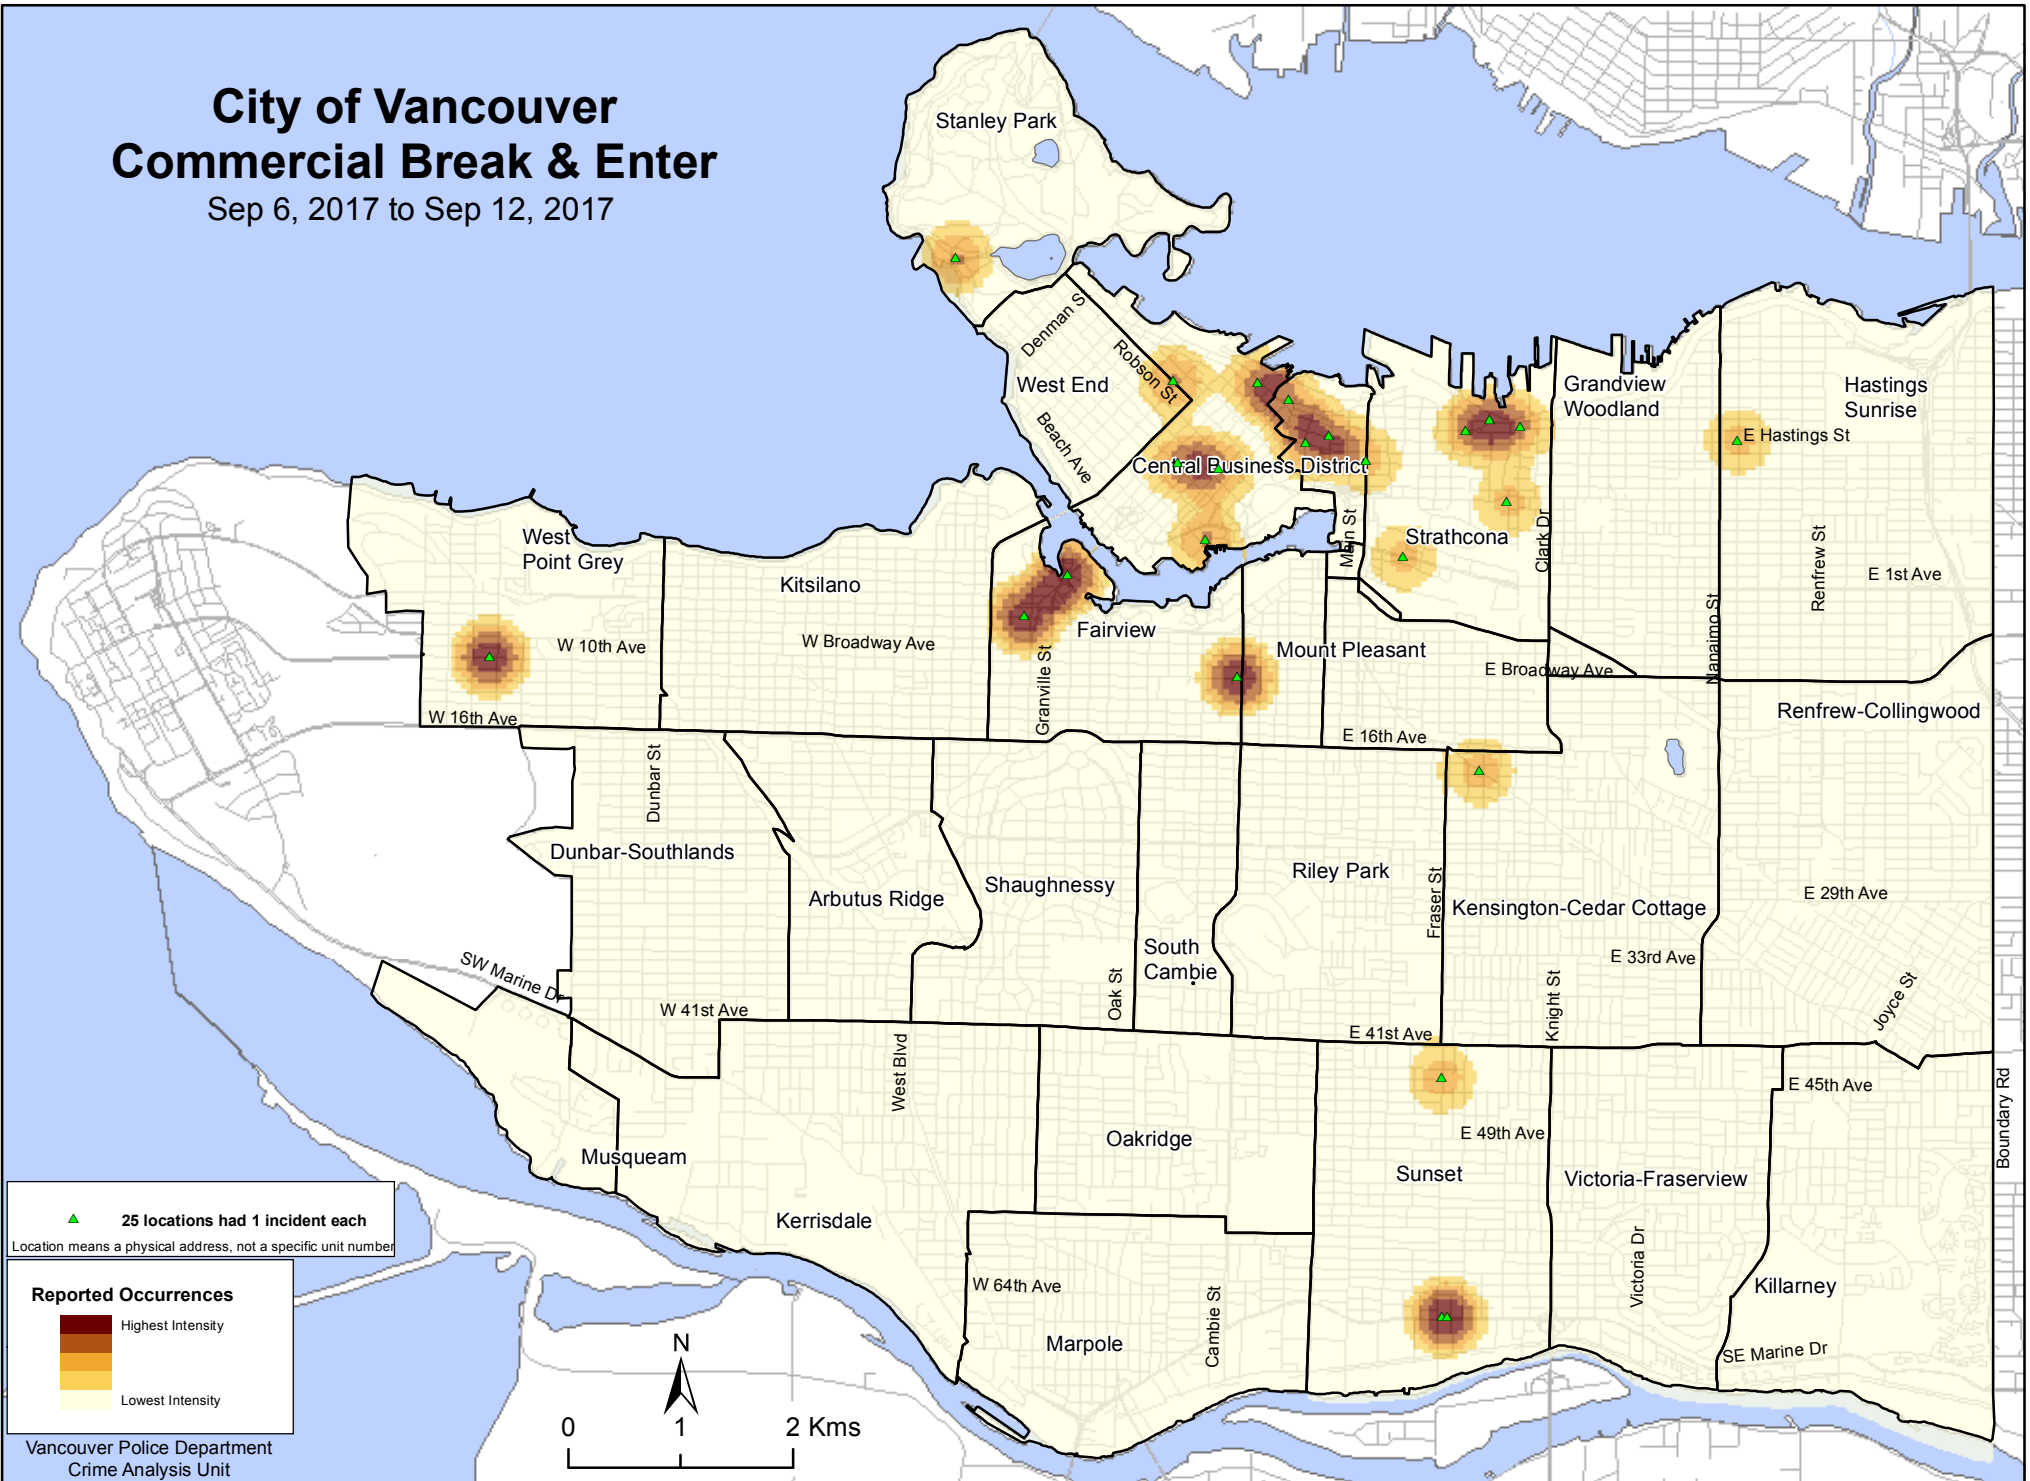 City of Vancouver
Commercial Break & Enter
Sep 6, 2017 to Sep 12, 2017
Stanley Park
Denman St
Robson St
West End
Beach Ave
Central Business District
Grandview
Woodland
Hastings
Sunrise
E Hastings St
West
Point Grey
Kitsilano
Main St
Strathcona
Clark Dr
Renfrew St
E 1st Ave
Nanaimo St
W 10th Ave
W Broadway Ave
Fairview
Granville St
Mount Pleasant
E Broadway Ave
W 16th Ave
E 16th Ave
Renfrew-Collingwood
Dunbar St
Dunbar-Southlands
Arbutus Ridge
Shaughnessy
Riley Park
Fraser St
Kensington-Cedar Cottage
E 29th Ave
South
Cambie
E 33rd Ave
SW Marine Dr
W 41st Ave
Oak St
Knight St
Joyce St
E 41st Ave
West Blvd
E 45th Ave
Boundary Rd
Oakridge
E 49th Ave
Musqueam
Sunset
Victoria-Fraserview
Kerrisdale
Victoria Dr
W 64th Ave
Cambie St
Killarney
Marpole
SE Marine Dr
25 locations had 1 incident each
Location means a physical address, not a specific unit number
Reported Occurrences
Highest Intensity
Lowest Intensity
N
0 1 2 Kms
Vancouver Police Department
Crime Analysis Unit